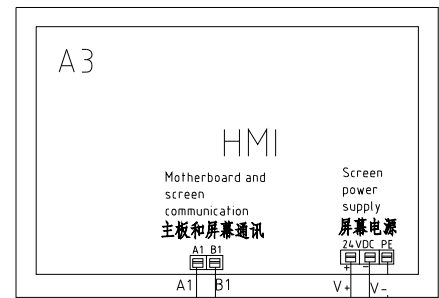 A3
HMI
Motherboard and
screen
communication
主板和屏幕通讯
A1 B1
A1 B1
Screen
power
supply
屏幕电源
24VDC PE
+ -
V+ V-